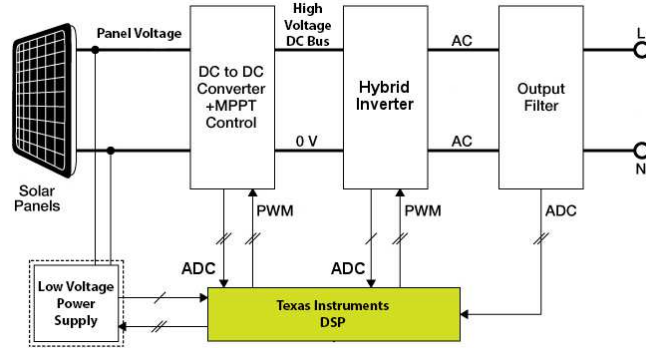 Panel Voltage
High
Voltage
DC Bus
AC
L
DC to DC
Converter
+MPPT
Control
Hybrid
Inverter
Output
Filter
0 V
AC
N
Solar
Panels
PWM
PWM
ADC
ADC
ADC
Low Voltage
Power
Supply
Texas Instruments
DSP